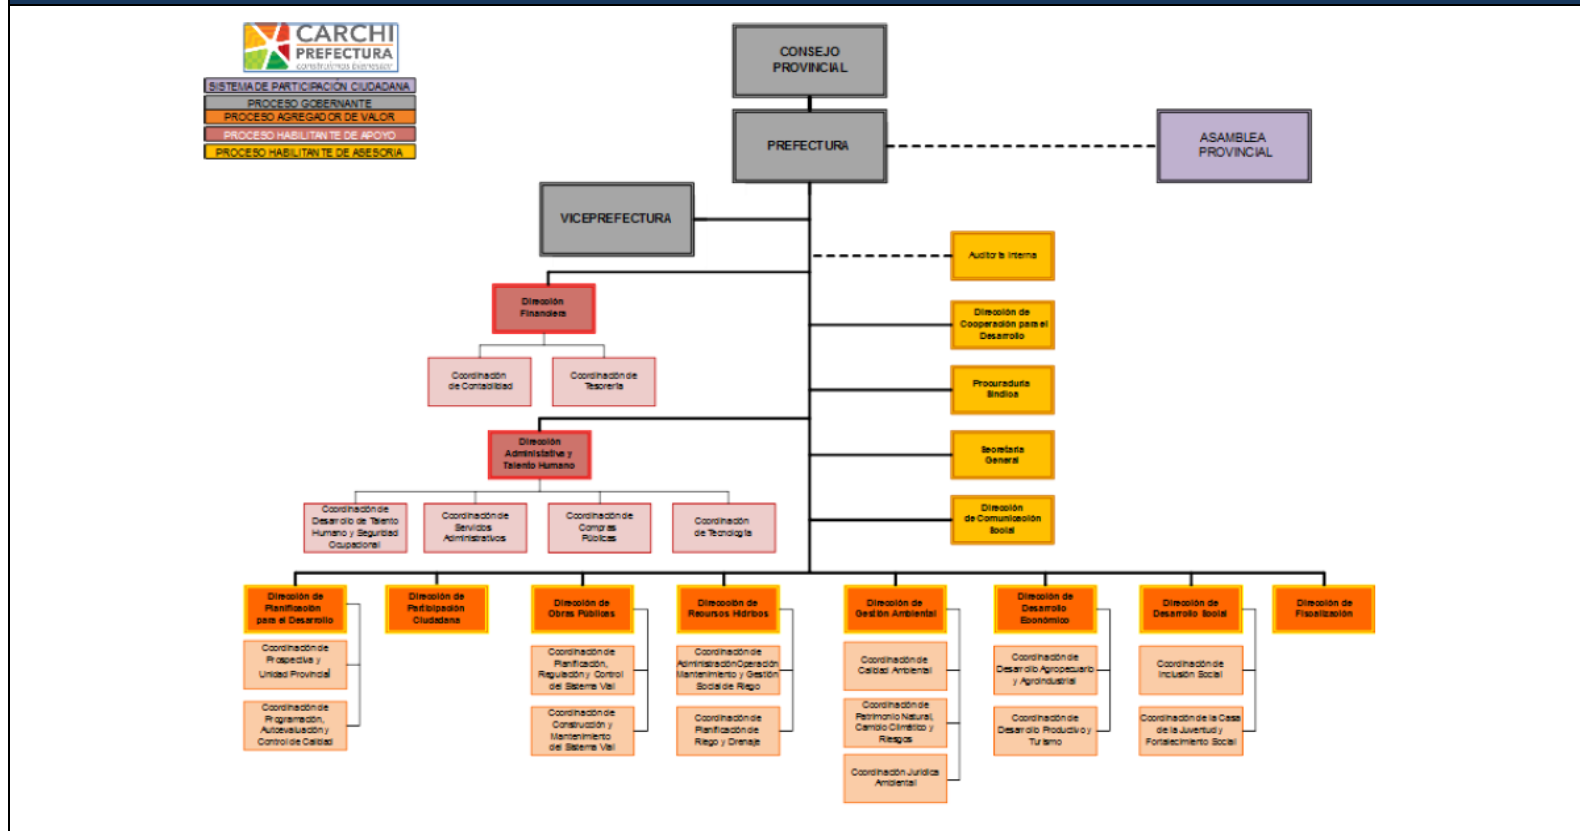 CARCHI
PREFECTURA
construimos bienestar
SISTEMA DE PARTICIPACIÓN CIUDADANA
PROCESO GOBERNANTE
PROCESO AGREGADOR DE VALOR
PROCESO HABILITANTE DE APOYO
PROCESO HABILITANTE DE ASESORIA
CONSEJO
PROVINCIAL
PREFECTURA
ASAMBLEA
PROVINCIAL
VICEPREFECTURA
Auditoría Interna
Dirección
Financiera
Dirección de
Cooperación para el
Desarrollo
Coordinación
de Contabilidad
Coordinación de
Tesorería
Procuraduría
Síndica
Dirección
Administativa y
Talento Humano
Secretaría
General
Coordinación de
Desarrollo de Talento
Humano y Seguridad
Ocupacional
Coordinación de
Servicios
Administrativos
Coordinación de
Compras
Públicas
Coordinación
de Tecnología
Dirección
de Comunicación
Social
Dirección de
Planificación
para el Desarrollo
Dirección de
Participación
Ciudadana
Dirección de
Obras Públicas
Dirección de
Recursos Hídricos
Dirección de
Gestión Ambiental
Dirección de
Desarrollo
Económico
Dirección de
Desarrollo Social
Dirección de
Fiscalización
Coordinación de
Prospectiva y
Unidad Provincial
Coordinación de
Planificación,
Regulación y Control
del Sistema Vial
Coordinación de
Administración Operación
Mantenimiento y Gestión
Social de Riego
Coordinación de
Calidad Ambiental
Coordinación de
Desarrollo Agropecuario
y Agroindustrial
Coordinación de
Inclusión Social
Coordinación de
Programación,
Autoevaluación y
Control de Calidad
Coordinación de
Construcción y
Mantenimiento
del Sistema Vial
Coordinación de
Planificación de
Riego y Drenaje
Coordinación de
Patrimonio Natural,
Cambio Climático y
Riesgos
Coordinación de
Desarrollo Productivo y
Turismo
Coordinación de la Casa
de la Juventud y
Fortalecimiento Social
Coordinación Jurídica
Ambiental